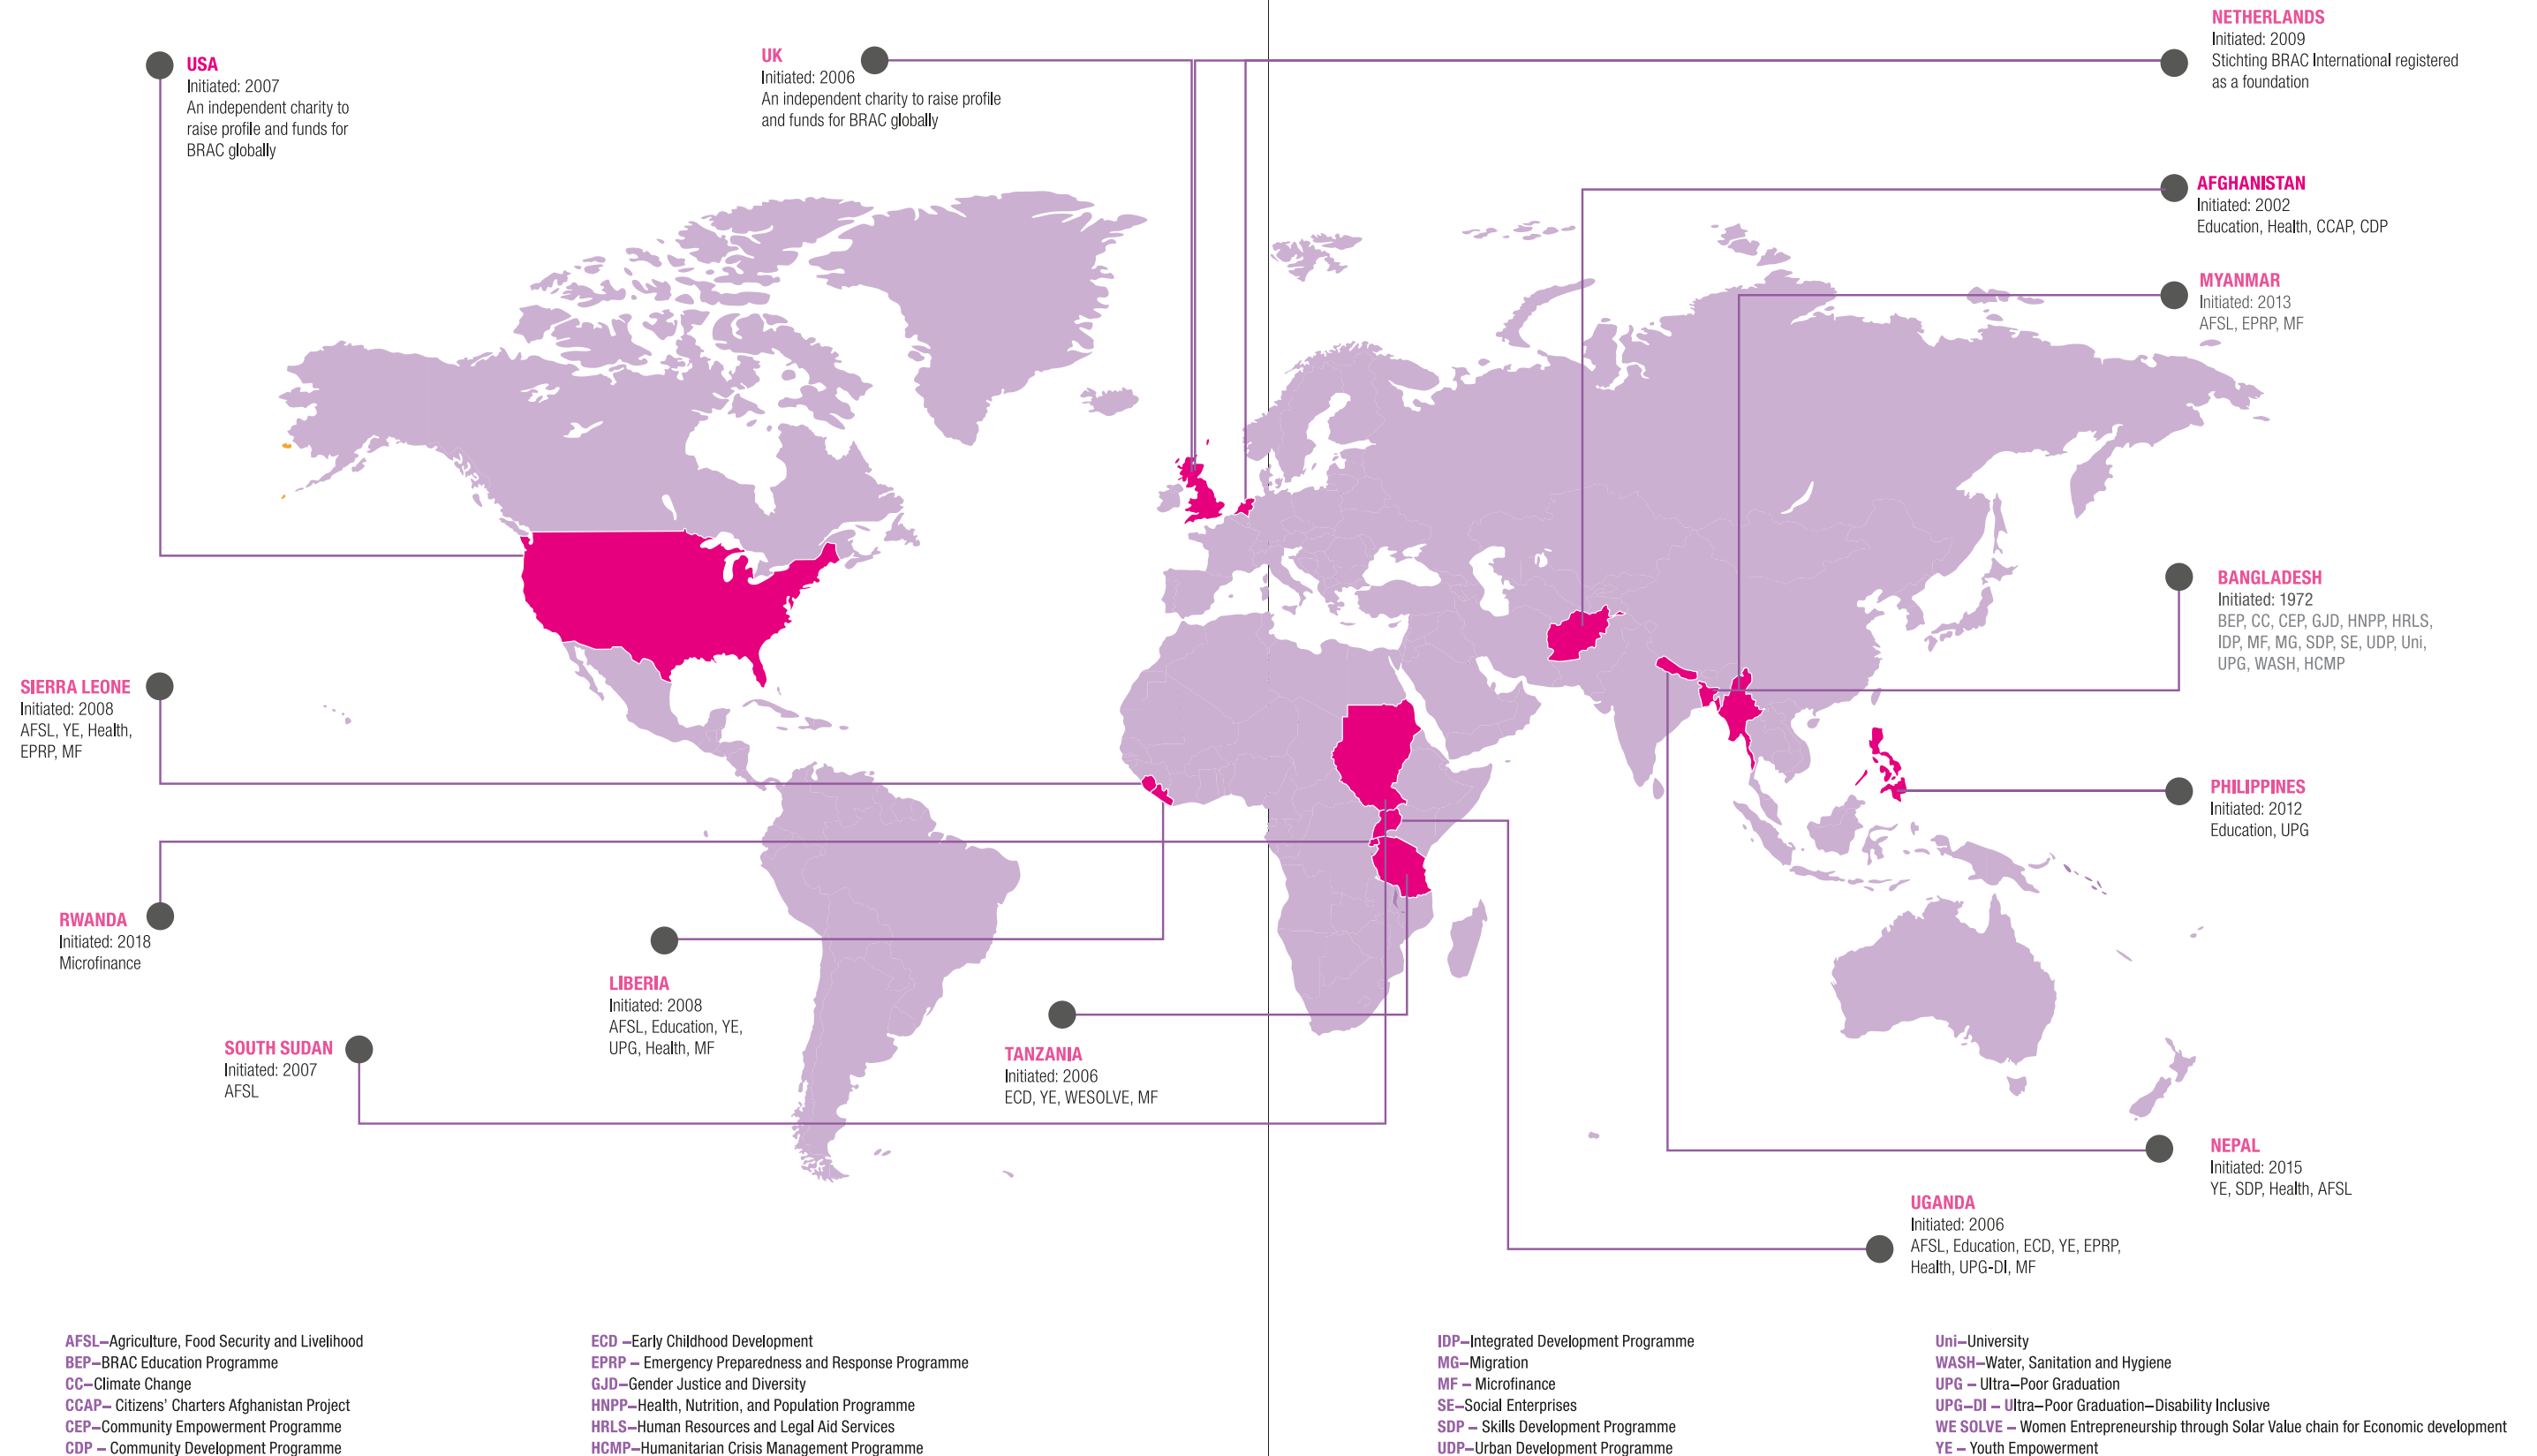 USA
Initiated: 2007
An independent charity to
raise profile and funds for
BRAC globally
UK
Initiated: 2006
An independent charity to raise profile
and funds for BRAC globally
NETHERLANDS
Initiated: 2009
Stichting BRAC International registered
as a foundation
AFGHANISTAN
Initiated: 2002
Education, Health, CCAP, CDP
MYANMAR
Initiated: 2013
AFSL, EPRP, MF
BANGLADESH
Initiated: 1972
BEP, CC, CEP, GJD, HNPP, HRLS,
IDP, MF, MG, SDP, SE, UDP, Uni,
UPG, WASH, HCMP
SIERRA LEONE
Initiated: 2008
AFSL, YE, Health,
EPRP, MF
PHILIPPINES
Initiated: 2012
Education, UPG
RWANDA
Initiated: 2018
Microfinance
LIBERIA
Initiated: 2008
AFSL, Education, YE,
UPG, Health, MF
SOUTH SUDAN
Initiated: 2007
AFSL
TANZANIA
Initiated: 2006
ECD, YE, WESOLVE, MF
NEPAL
Initiated: 2015
YE, SDP, Health, AFSL
UGANDA
Initiated: 2006
AFSL, Education, ECD, YE, EPRP,
Health, UPG-DI, MF
AFSL–Agriculture, Food Security and Livelihood
BEP–BRAC Education Programme
CC–Climate Change
CCAP– Citizens' Charters Afghanistan Project
CEP–Community Empowerment Programme
CDP – Community Development Programme
ECD –Early Childhood Development
EPRP – Emergency Preparedness and Response Programme
GJD–Gender Justice and Diversity
HNPP–Health, Nutrition, and Population Programme
HRLS–Human Resources and Legal Aid Services
HCMP–Humanitarian Crisis Management Programme
IDP–Integrated Development Programme
MG–Migration
MF – Microfinance
SE–Social Enterprises
SDP – Skills Development Programme
UDP–Urban Development Programme
Uni–University
WASH–Water, Sanitation and Hygiene
UPG – Ultra–Poor Graduation
UPG–DI – Ultra–Poor Graduation–Disability Inclusive
WE SOLVE – Women Entrepreneurship through Solar Value chain for Economic development
YE – Youth Empowerment